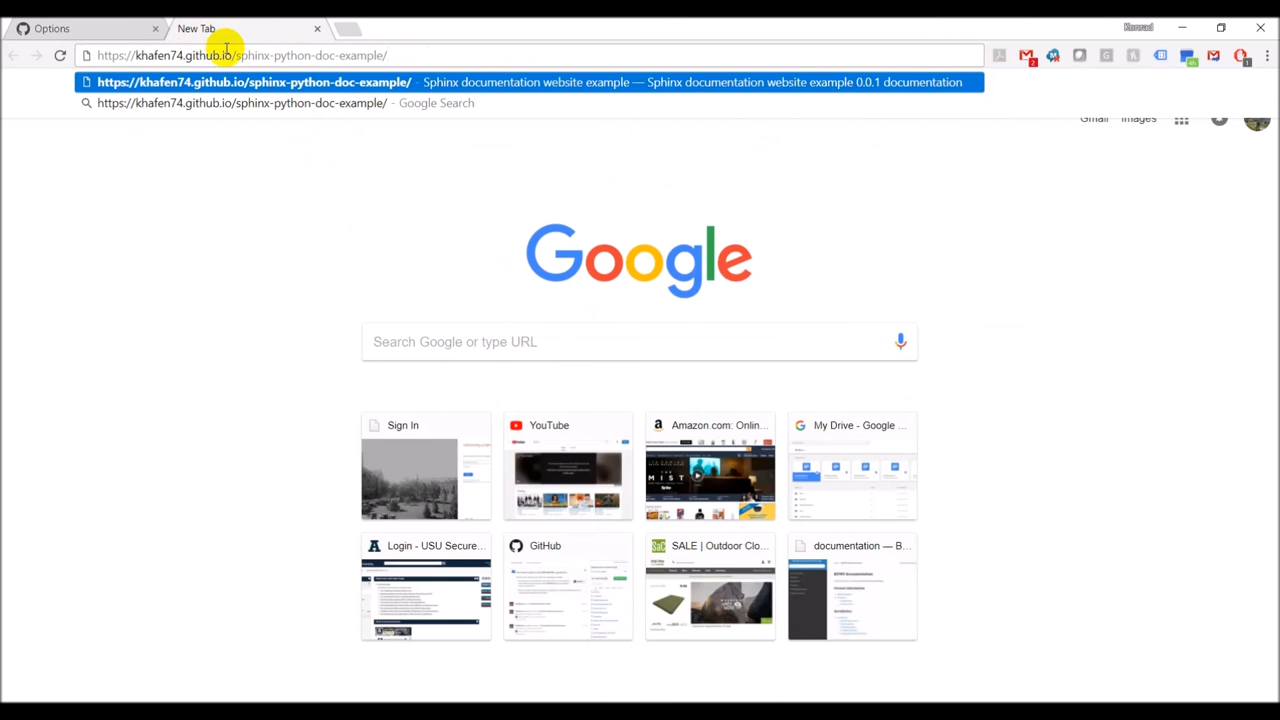 Options
New Tab
Konrad
https://khafen74.github.io/sphinx-python-doc-example/
https://khafen74.github.io/sphinx-python-doc-example/ - Sphinx documentation website example — Sphinx documentation website example 0.0.1 documentation
https://khafen74.github.io/sphinx-python-doc-example/ - Google Search
Gmail Images
Google
Search Google or type URL
Sign In
YouTube
Amazon.com: Onlin...
My Drive - Google ...
THE MIST
Login - USU Secure...
GitHub
SALE | Outdoor Clo...
documentation — B...